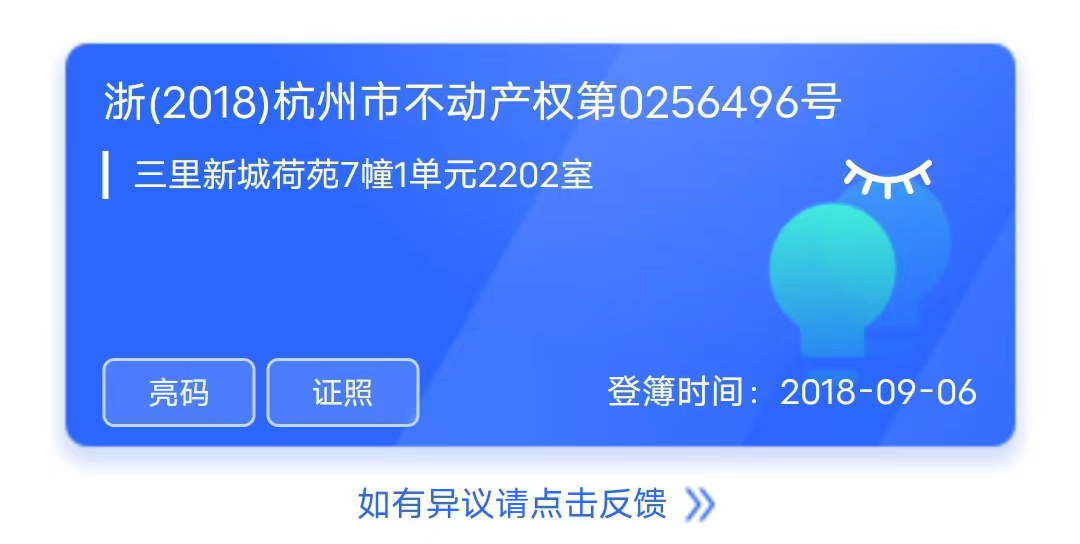 浙(2018)杭州市不动产权第0256496号
三里新城荷苑7幢1单元2202室
亮码
证照
登簿时间：2018-09-06
如有异议请点击反馈